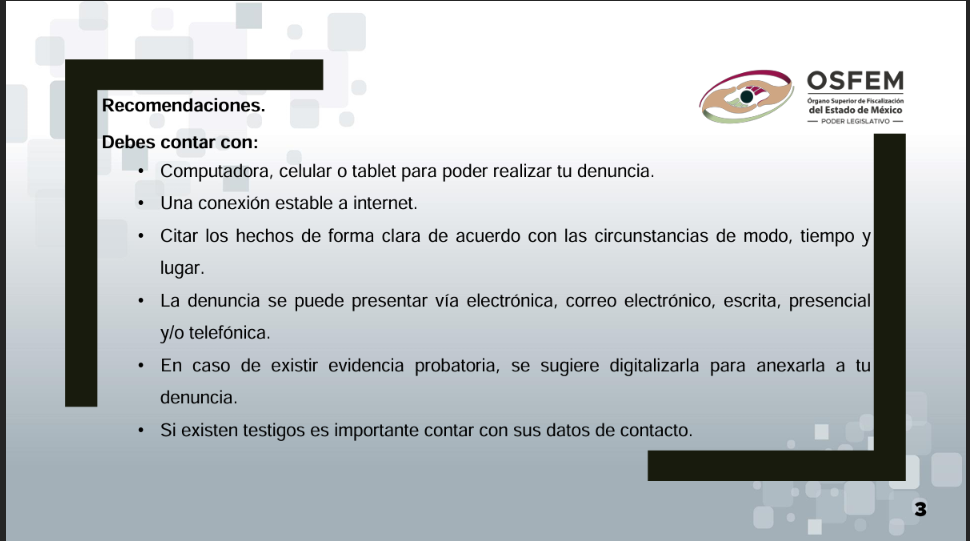 OSFEM
Órgano Superior de Fiscalización
del Estado de México
PODER LEGISLATIVO
Recomendaciones.
Debes contar con:
• Computadora, celular o tablet para poder realizar tu denuncia.
• Una conexión estable a internet.
• Citar los hechos de forma clara de acuerdo con las circunstancias de modo, tiempo y
lugar.
• La denuncia se puede presentar vía electrónica, correo electrónico, escrita, presencial
y/o telefónica.
• En caso de existir evidencia probatoria, se sugiere digitalizarla para anexarla a tu
denuncia.
• Si existen testigos es importante contar con sus datos de contacto.
3